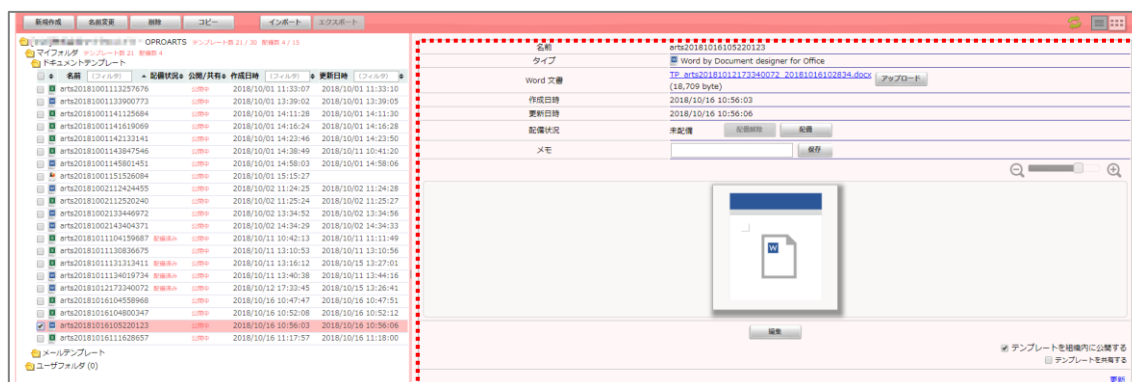 新規作成 名前変更 削除 コピー インポート エクスポート
OPROARTS テンプレート数 21 / 30 配備数 4 / 15
マイフォルダ テンプレート数 21 配備数 4
ドキュメントテンプレート
名前 (フィルタ) 配備状況 公開/共有 作成日時 (フィルタ) 更新日時 (フィルタ)
arts20181001113257676 公開中 2018/10/01 11:33:07 2018/10/01 11:33:10
arts20181001133900773 公開中 2018/10/01 13:39:02 2018/10/01 13:39:05
arts20181001141125684 公開中 2018/10/01 14:11:28 2018/10/01 14:11:30
arts20181001141619069 公開中 2018/10/01 14:16:24 2018/10/01 14:16:28
arts20181001142133141 公開中 2018/10/01 14:23:46 2018/10/01 14:23:50
arts20181001143847546 公開中 2018/10/01 14:38:49 2018/10/11 10:41:20
arts20181001145801451 公開中 2018/10/01 14:58:03 2018/10/01 14:58:06
arts20181001151526084 公開中 2018/10/01 15:15:27
arts20181002112424455 公開中 2018/10/02 11:24:25 2018/10/02 11:24:28
arts20181002112520240 公開中 2018/10/02 11:25:24 2018/10/02 11:25:27
arts20181002133446972 公開中 2018/10/02 13:34:52 2018/10/02 13:34:56
arts20181002143404371 公開中 2018/10/02 14:34:29 2018/10/02 14:34:33
arts20181011104159687 配備済み 公開中 2018/10/11 10:42:13 2018/10/11 11:11:49
arts20181011130836675 公開中 2018/10/11 13:10:53 2018/10/11 13:10:56
arts20181011131313411 配備済み 公開中 2018/10/11 13:16:12 2018/10/15 13:27:01
arts20181011134019734 配備済み 公開中 2018/10/11 13:40:38 2018/10/11 13:44:16
arts20181012173340072 配備済み 公開中 2018/10/12 17:33:45 2018/10/15 13:26:41
arts20181016104558968 公開中 2018/10/16 10:47:47 2018/10/16 10:47:51
arts20181016104800347 公開中 2018/10/16 10:52:08 2018/10/16 10:52:12
arts20181016105220123 公開中 2018/10/16 10:56:03 2018/10/16 10:56:06
arts20181016111628657 公開中 2018/10/16 11:17:57 2018/10/16 11:18:00
メールテンプレート
ユーザフォルダ (0)
名前 arts20181016105220123
タイプ Word by Document designer for Office
Word 文書 TP_arts20181012173340072_20181016102834.docx アップロード
(18,709 byte)
作成日時 2018/10/16 10:56:03
更新日時 2018/10/16 10:56:06
配備状況 未配備 配備解除 配備
メモ 保存
W
編集
テンプレートを組織内に公開する
テンプレートを共有する
更新